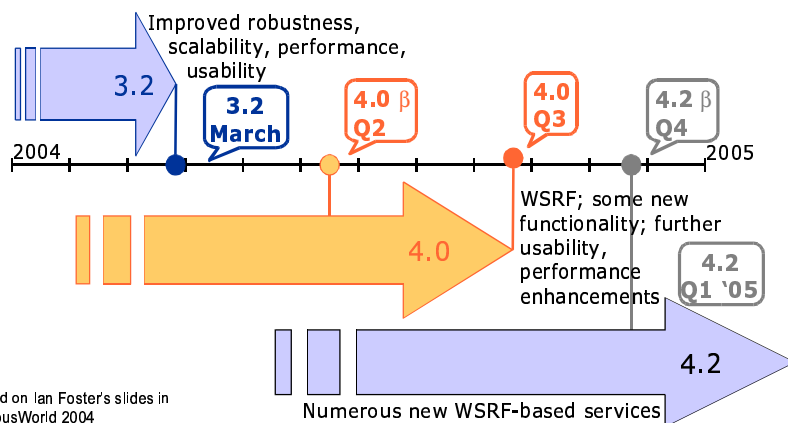 Improved robustness,
scalability, performance,
usability
3.2
3.2
March
4.0 β
Q2
4.0
Q3
4.2 β
Q4
2004
2005
4.0
WSRF; some new
functionality; further
usability,
performance
enhancements
4.2
Q1 ‘05
4.2
Numerous new WSRF-based services
d on Ian Foster's slides in
ousWorld 2004